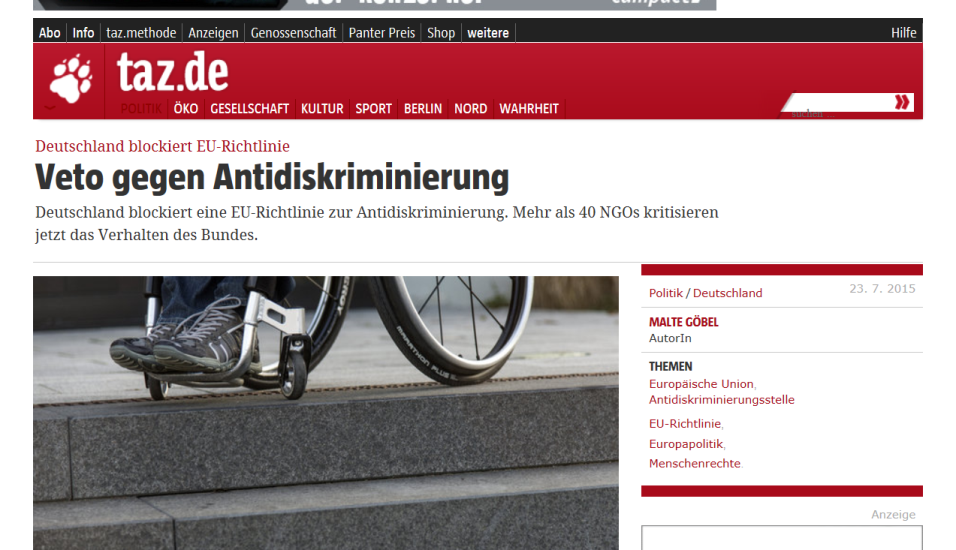 campact
Abo Info taz.methode Anzeigen Genossenschaft Panter Preis Shop weitere Hilfe
taz.de
POLITIK ÖKO GESELLSCHAFT KULTUR SPORT BERLIN NORD WAHRHEIT
suchen ...
Deutschland blockiert EU-Richtlinie
Veto gegen Antidiskriminierung
Deutschland blockiert eine EU-Richtlinie zur Antidiskriminierung. Mehr als 40 NGOs kritisieren
jetzt das Verhalten des Bundes.
Politik / Deutschland 23. 7. 2015
MALTE GÖBEL
AutorIn
THEMEN
Europäische Union,
Antidiskriminierungsstelle
EU-Richtlinie,
Europapolitik,
Menschenrechte
MARATHON PLUS
Anzeige